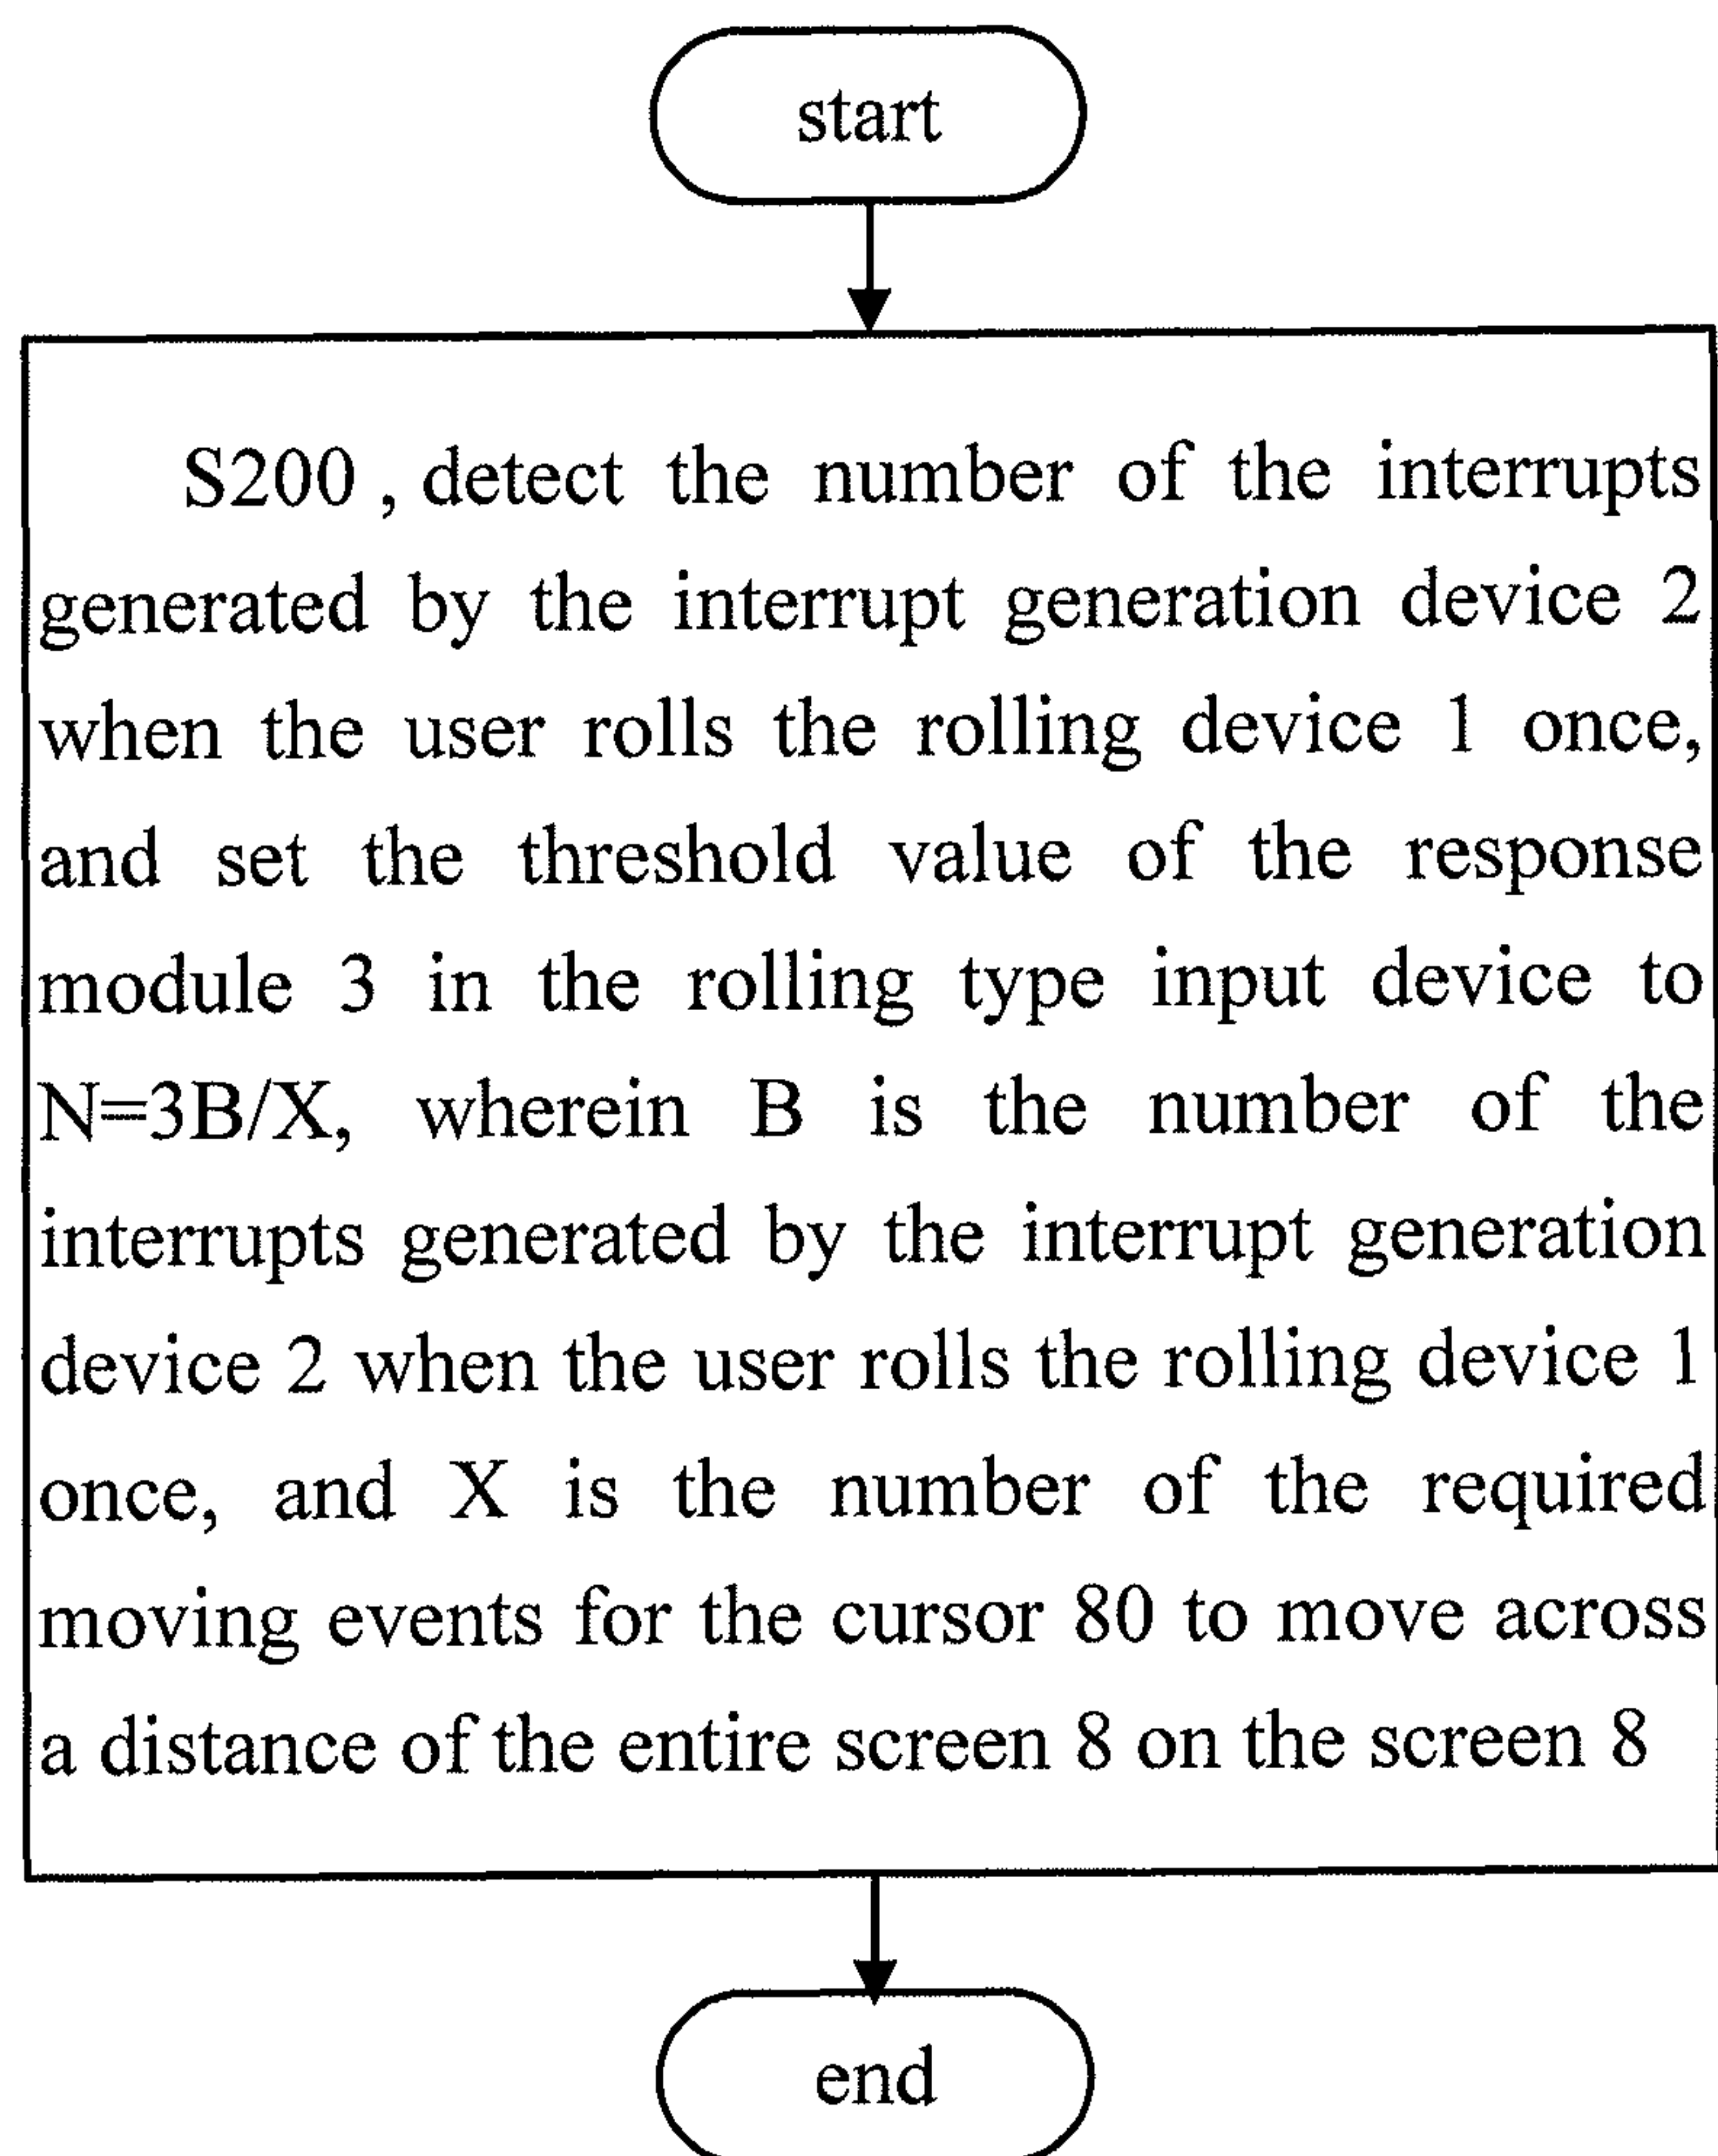 start
S200 , detect the number of the interrupts
generated by the interrupt generation device 2
when the user rolls the rolling device 1 once,
and set the threshold value of the response
module 3 in the rolling type input device to
N=3B/X, wherein B is the number of the
interrupts generated by the interrupt generation
device 2 when the user rolls the rolling device 1
once, and X is the number of the required
moving events for the cursor 80 to move across
a distance of the entire screen 8 on the screen 8
end